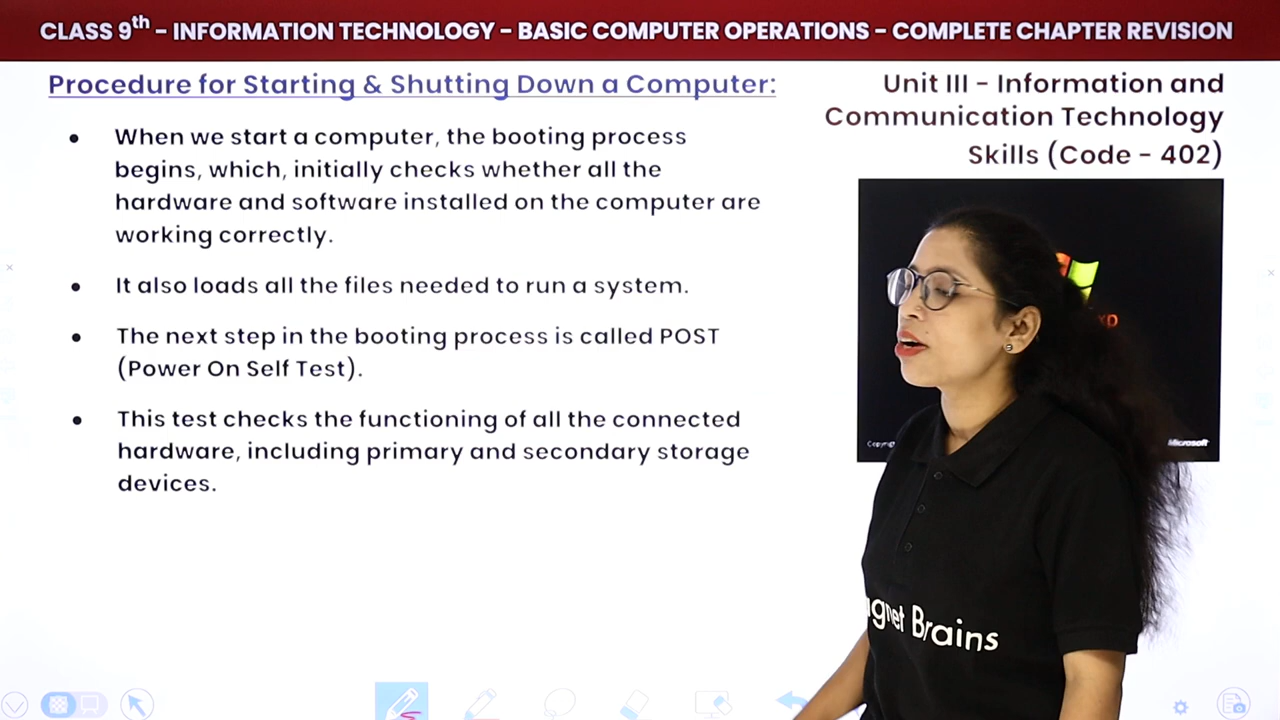 CLASS 9th - INFORMATION TECHNOLOGY - BASIC COMPUTER OPERATIONS - COMPLETE CHAPTER REVISION
Procedure for Starting & Shutting Down a Computer:
Unit III - Information and
Communication Technology
Skills (Code - 402)
• When we start a computer, the booting process
begins, which, initially checks whether all the
hardware and software installed on the computer are
working correctly.
• It also loads all the files needed to run a system.
• The next step in the booting process is called POST
(Power On Self Test).
• This test checks the functioning of all the connected
hardware, including primary and secondary storage
devices.
Microsoft
Brains